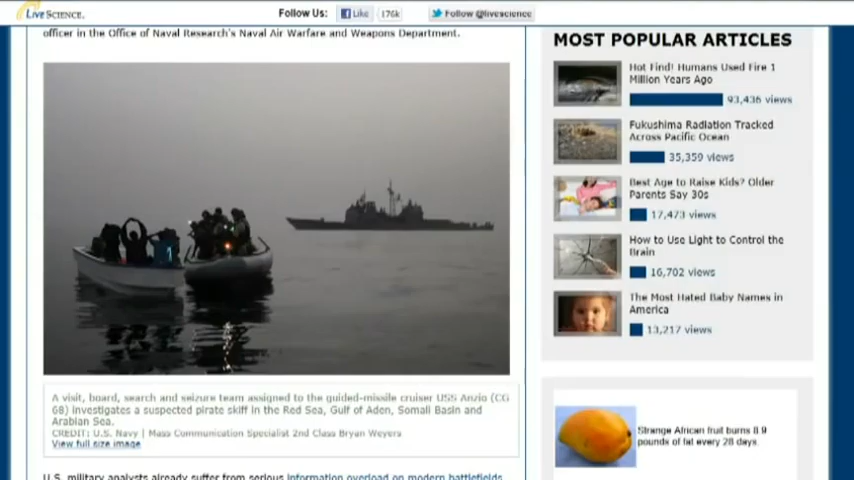 LiveScience.
Follow Us:
Like
176k
Follow @livescience
officer in the Office of Naval Research's Naval Air Warfare and Weapons Department.
A visit, board, search and seizure team assigned to the guided-missile cruiser USS Anzio (CG
68) investigates a suspected pirate skiff in the Red Sea, Gulf of Aden, Somali Basin and
Arabian Sea.
CREDIT: U.S. Navy | Mass Communication Specialist 2nd Class Bryan Weyers
View full size image
U.S. military analysts already suffer from serious information overload on modern battlefields
MOST POPULAR ARTICLES
Hot Find! Humans Used Fire 1
Million Years Ago
93,436 views
Fukushima Radiation Tracked
Across Pacific Ocean
35,359 views
Best Age to Raise Kids? Older
Parents Say 30s
17,473 views
How to Use Light to Control the
Brain
16,702 views
The Most Hated Baby Names in
America
13,217 views
Strange African fruit burns 8.9
pounds of fat every 28 days.